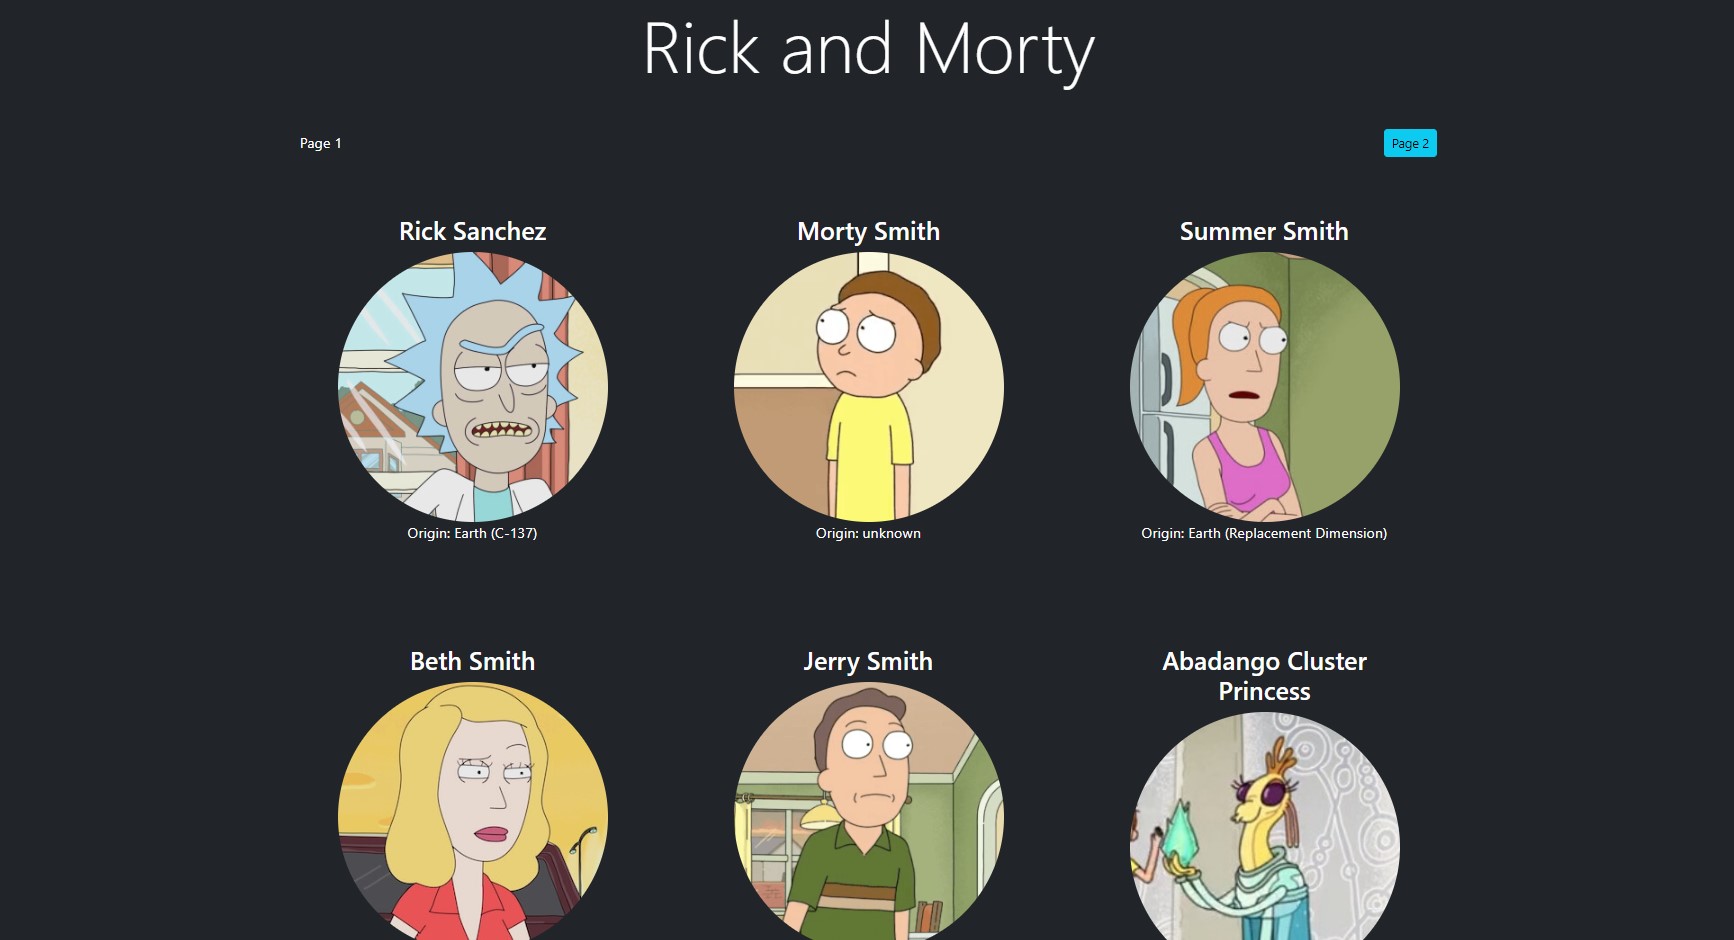 Rick and Morty
Page 1
Page 2
Rick Sanchez
Morty Smith
Summer Smith
Origin: Earth (C-137)
Origin: unknown
Origin: Earth (Replacement Dimension)
Beth Smith
Jerry Smith
Abadango Cluster
Princess